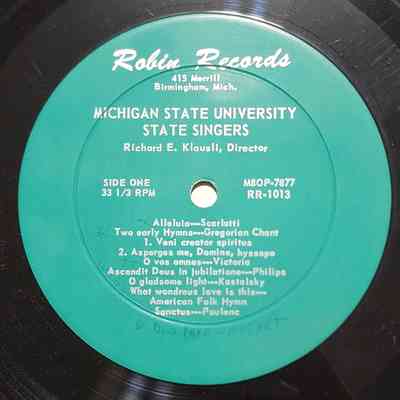 Robin Records
415 Merrill
Birmingham, Mich.
MICHIGAN STATE UNIVERSITY
STATE SINGERS
Richard E. Klausli, Director
SIDE ONE
33 1/3 RPM
M8OP-7677
RR-1013
Alleluia---Scarlatti
Two early Hymns---Gregorian Chant
1. Veni creator spiritus
2. Asperges me, Domine, hyssopo
O vos omnes---Victoria
Ascendit Deus in jubilatione---Philips
O gladsome light---Kastalsky
What wondrous love is this---
American Folk Hymn
Sanctus---Poulenc